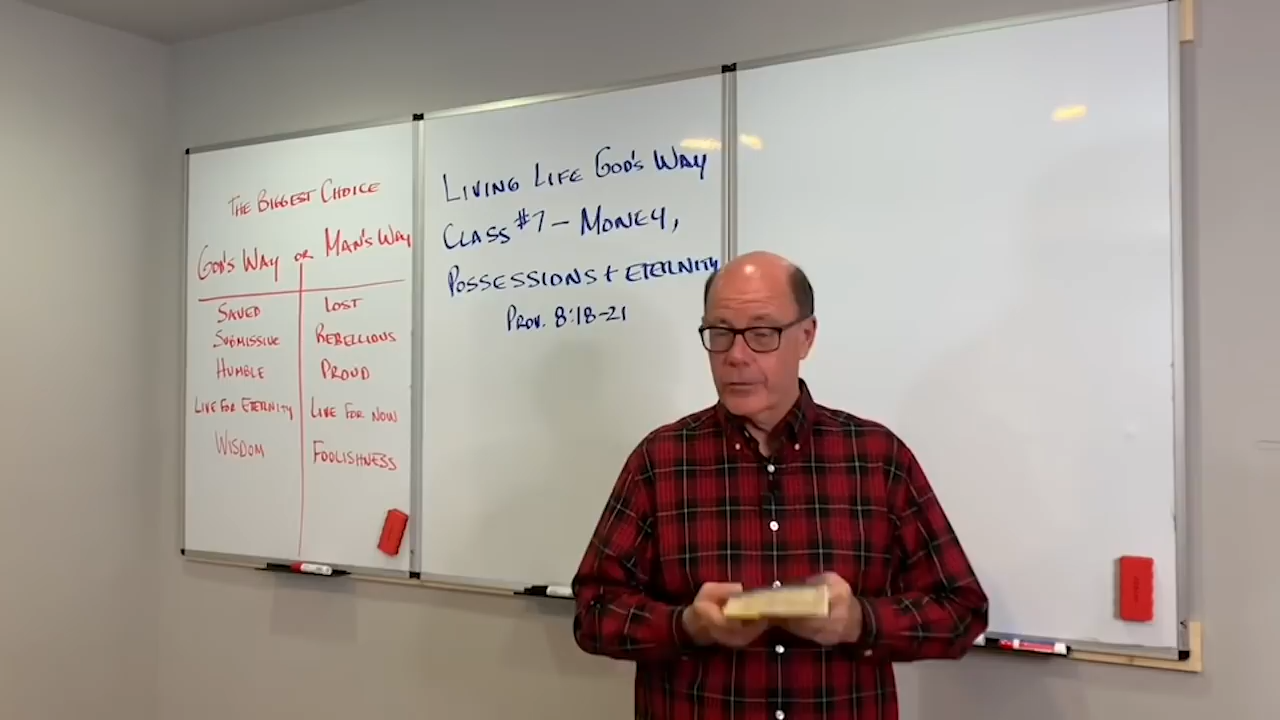 THE BIGGEST CHOICE
GOD'S WAY OR MAN'S WAY
SAVED LOST
SUBMISSIVE REBELLIOUS
HUMBLE PROUD
LIVE FOR ETERNITY LIVE FOR NOW
WISDOM FOOLISHNESS
LIVING LIFE GOD'S WAY
CLASS #7 - MONEY,
POSSESSIONS + ETERNITY
PROV. 8:18-21